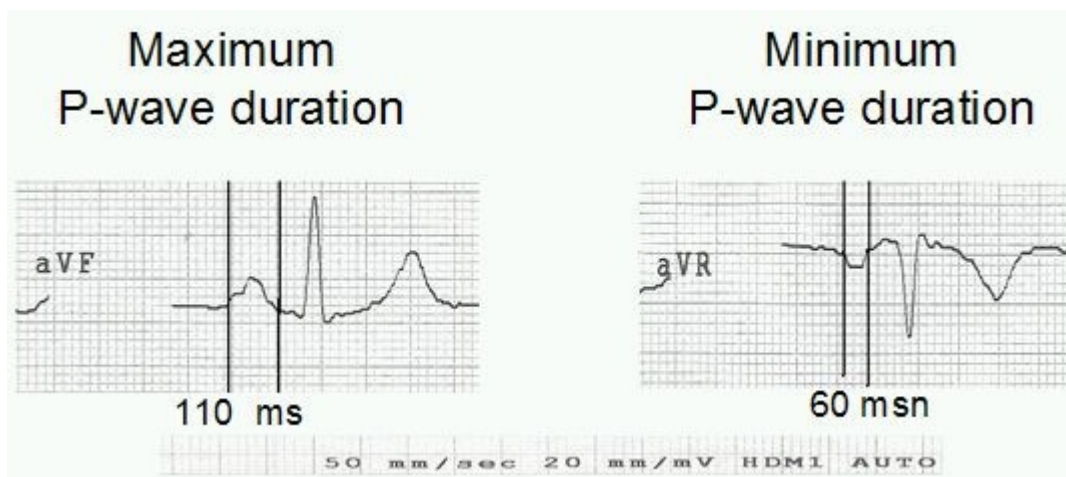 Maximum
P-wave duration
Minimum
P-wave duration
aVF
aVR
110 ms
60 msn
50 mm/sec 20 mm/mV HDM1 AUTO